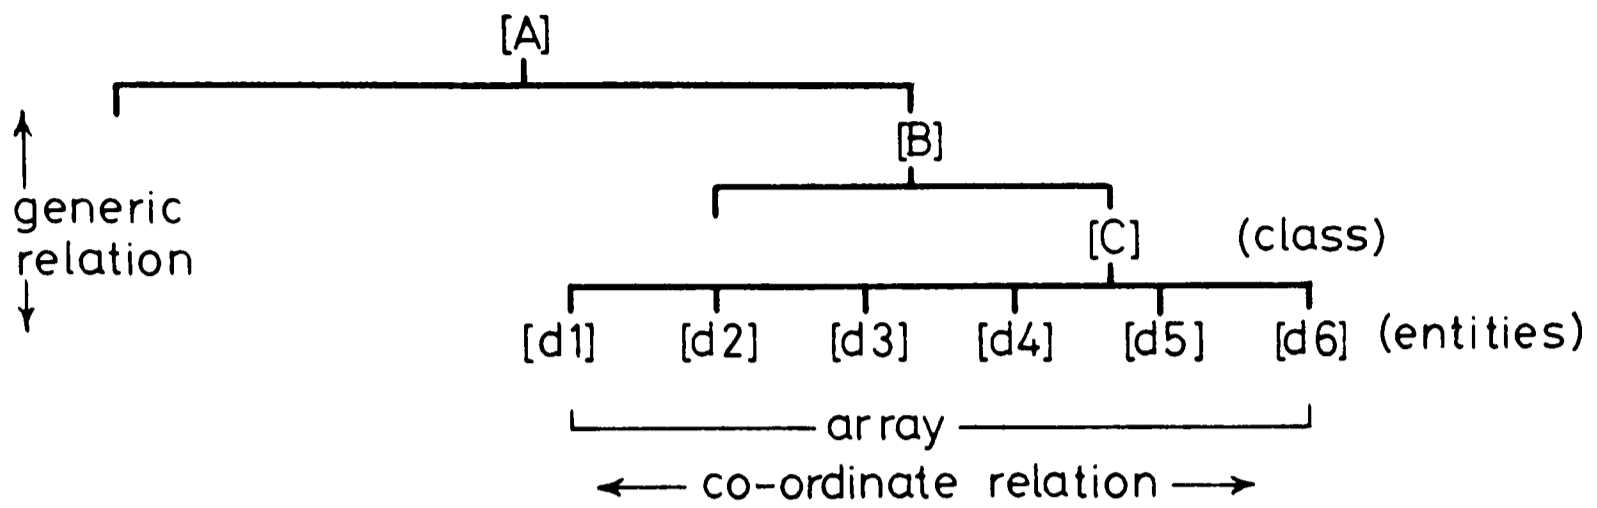 [A]
[B]
generic
relation
[C] (class)
[d1] [d2] [d3] [d4] [d5] [d6] (entities)
array
co-ordinate relation